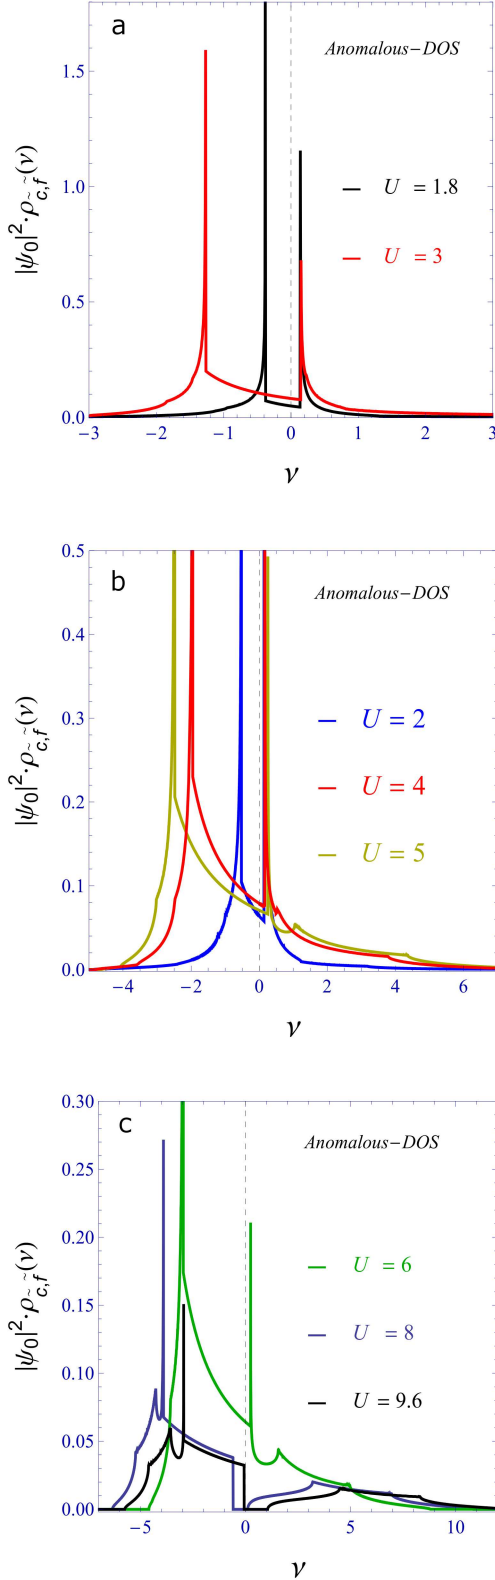 a
Anomalous−DOS
|ψ₀|²·ρ_c̃,f̃(ν)
1.5
1.0
0.5
0.0
U = 1.8
U = 3
−3 −2 −1 0 1 2 3
ν
b
Anomalous−DOS
|ψ₀|²·ρ_c̃,f̃(ν)
0.5
0.4
0.3
0.2
0.1
0.0
U = 2
U = 4
U = 5
−4 −2 0 2 4 6
ν
c
Anomalous−DOS
|ψ₀|²·ρ_c̃,f̃(ν)
0.30
0.25
0.20
0.15
0.10
0.05
0.00
U = 6
U = 8
U = 9.6
−5 0 5 10
ν